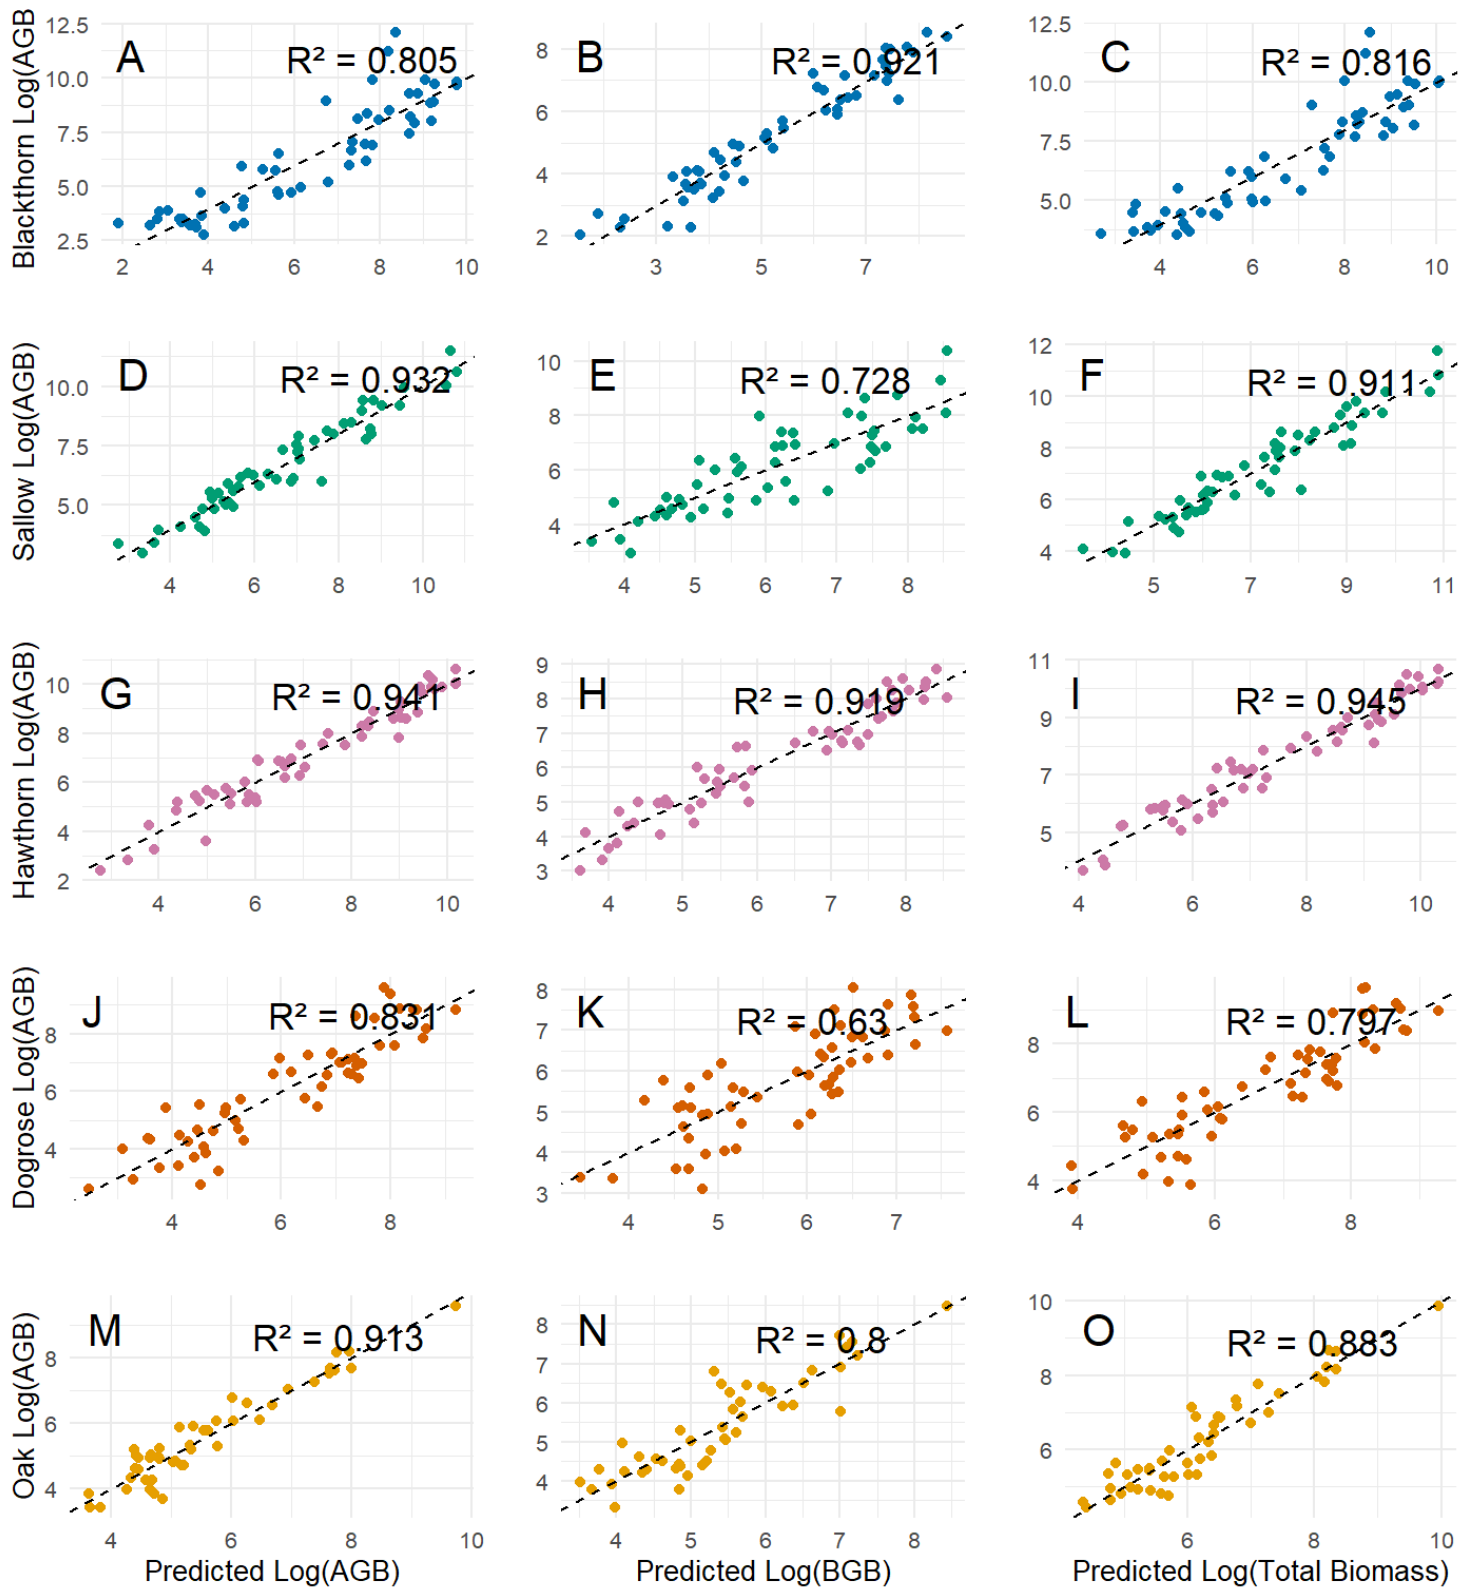 Blackthorn Log(AGB
12.5
10.0
7.5
5.0
2.5
A
R² = 0.805
2 4 6 8 10
8
6
4
2
B
R² = 0.921
3 5 7
12.5
10.0
7.5
5.0
C
R² = 0.816
4 6 8 10
Sallow Log(AGB)
10.0
7.5
5.0
D
R² = 0.932
4 6 8 10
10
8
6
4
E
R² = 0.728
4 5 6 7 8
12
10
8
6
4
F
R² = 0.911
5 7 9 11
Hawthorn Log(AGB)
10
8
6
4
2
G
R² = 0.941
4 6 8 10
9
8
7
6
5
4
3
H
R² = 0.919
4 5 6 7 8
11
9
7
5
I
R² = 0.945
4 6 8 10
Dogrose Log(AGB)
8
6
4
J
R² = 0.831
4 6 8
8
7
6
5
4
3
K
R² = 0.63
4 5 6 7
8
6
4
L
R² = 0.797
4 6 8
Oak Log(AGB)
8
6
4
M
R² = 0.913
4 6 8 10
Predicted Log(AGB)
8
7
6
5
4
N
R² = 0.8
4 5 6 7 8
Predicted Log(BGB)
10
8
6
O
R² = 0.883
6 8 10
Predicted Log(Total Biomass)